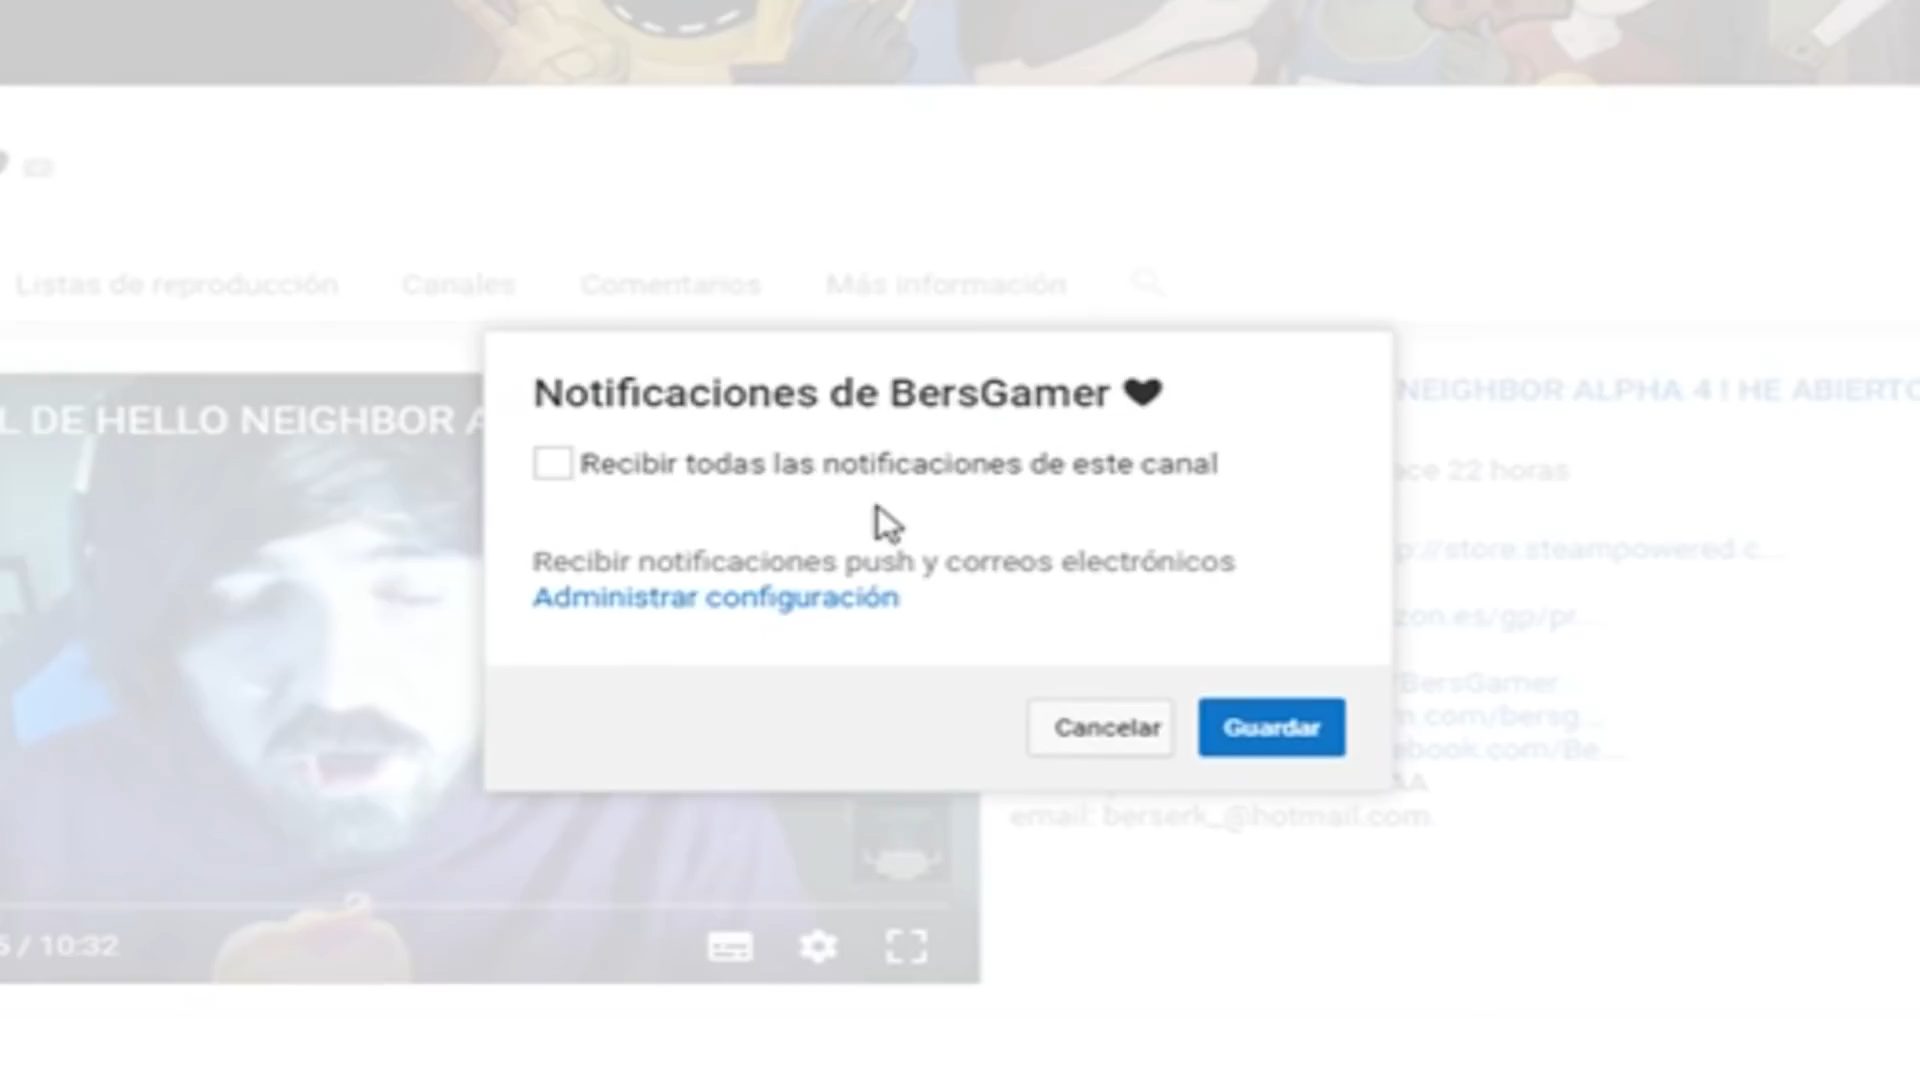 Listas de reproducción Canales Comentarios Más información
L DE HELLO NEIGHBOR A
Notificaciones de BersGamer ♥
Recibir todas las notificaciones de este canal
Recibir notificaciones push y correos electrónicos
Administrar configuración
Cancelar Guardar
NEIGHBOR ALPHA 4 ! HE ABIERTO
ce 22 horas
p://store.steampowered.c...
zon.es/gp/pr...
BersGamer
m.com/bersg...
ebook.com/Be...
AA
email: berserk_@hotmail.com
5 / 10:32